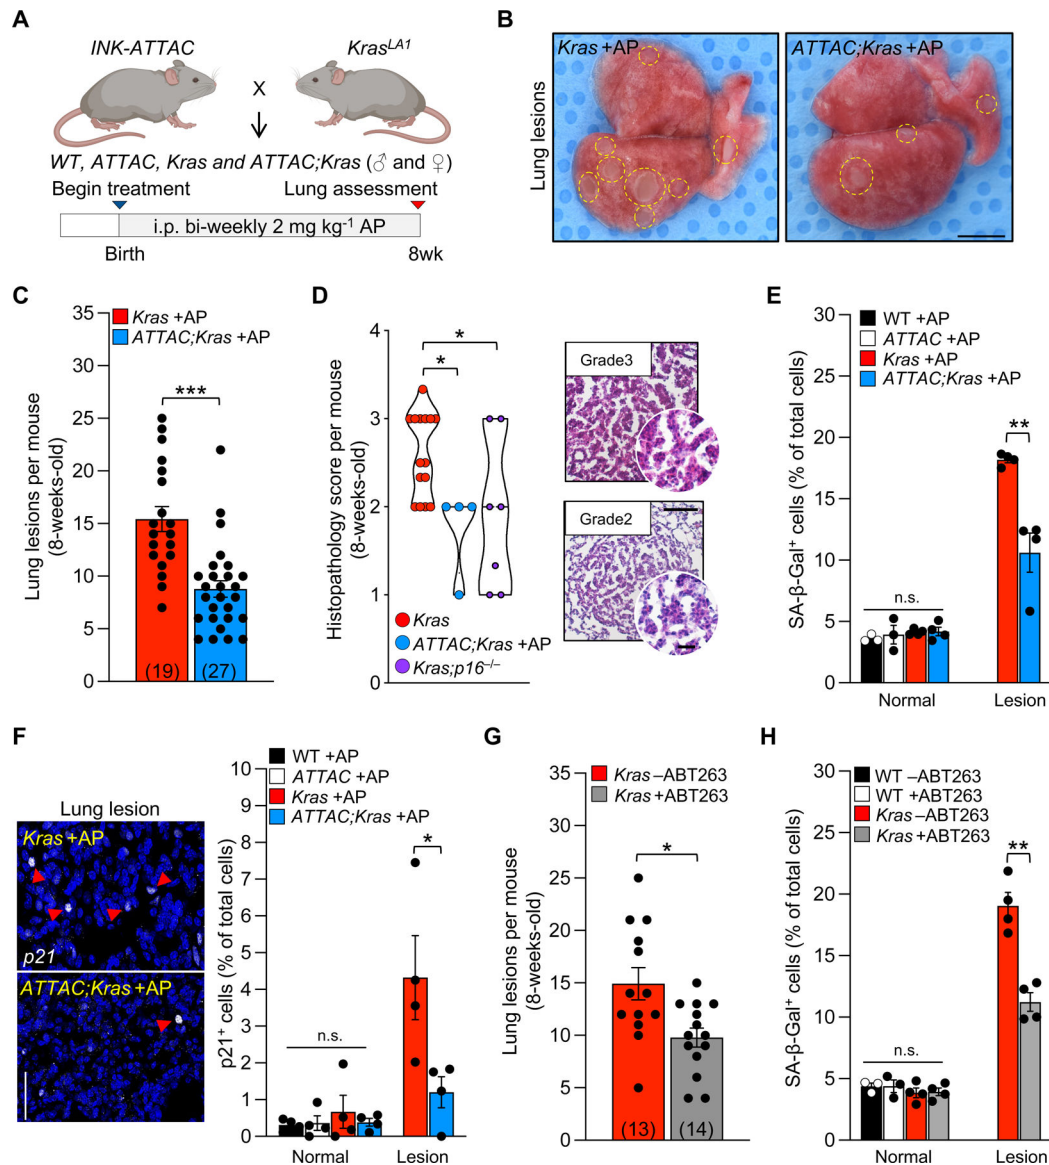 A
INK-ATTAC
Kras^LA1
X
WT, ATTAC, Kras and ATTAC;Kras (♂ and ♀)
Begin treatment
Lung assessment
i.p. bi-weekly 2 mg kg⁻¹ AP
Birth
8wk
B
Lung lesions
Kras +AP
ATTAC;Kras +AP
C
Lung lesions per mouse
(8-weeks-old)
35
30
25
20
15
10
5
0
Kras +AP
ATTAC;Kras +AP
***
(19)
(27)
D
Histopathology score per mouse
(8-weeks-old)
4
3
2
1
*
*
Kras
ATTAC;Kras +AP
Kras;p16⁻/⁻
Grade3
Grade2
E
SA-β-Gal⁺ cells (% of total cells)
30
20
10
0
WT +AP
ATTAC +AP
Kras +AP
ATTAC;Kras +AP
**
n.s.
Normal
Lesion
F
Lung lesion
Kras +AP
p21
ATTAC;Kras +AP
p21⁺ cells (% of total cells)
10
9
8
7
6
5
4
3
2
1
0
WT +AP
ATTAC +AP
Kras +AP
ATTAC;Kras +AP
*
n.s.
Normal
Lesion
G
Lung lesions per mouse
(8-weeks-old)
35
30
25
20
15
10
5
0
Kras –ABT263
Kras +ABT263
*
(13)
(14)
H
SA-β-Gal⁺ cells (% of total cells)
30
20
10
0
WT –ABT263
WT +ABT263
Kras –ABT263
Kras +ABT263
**
n.s.
Normal
Lesion